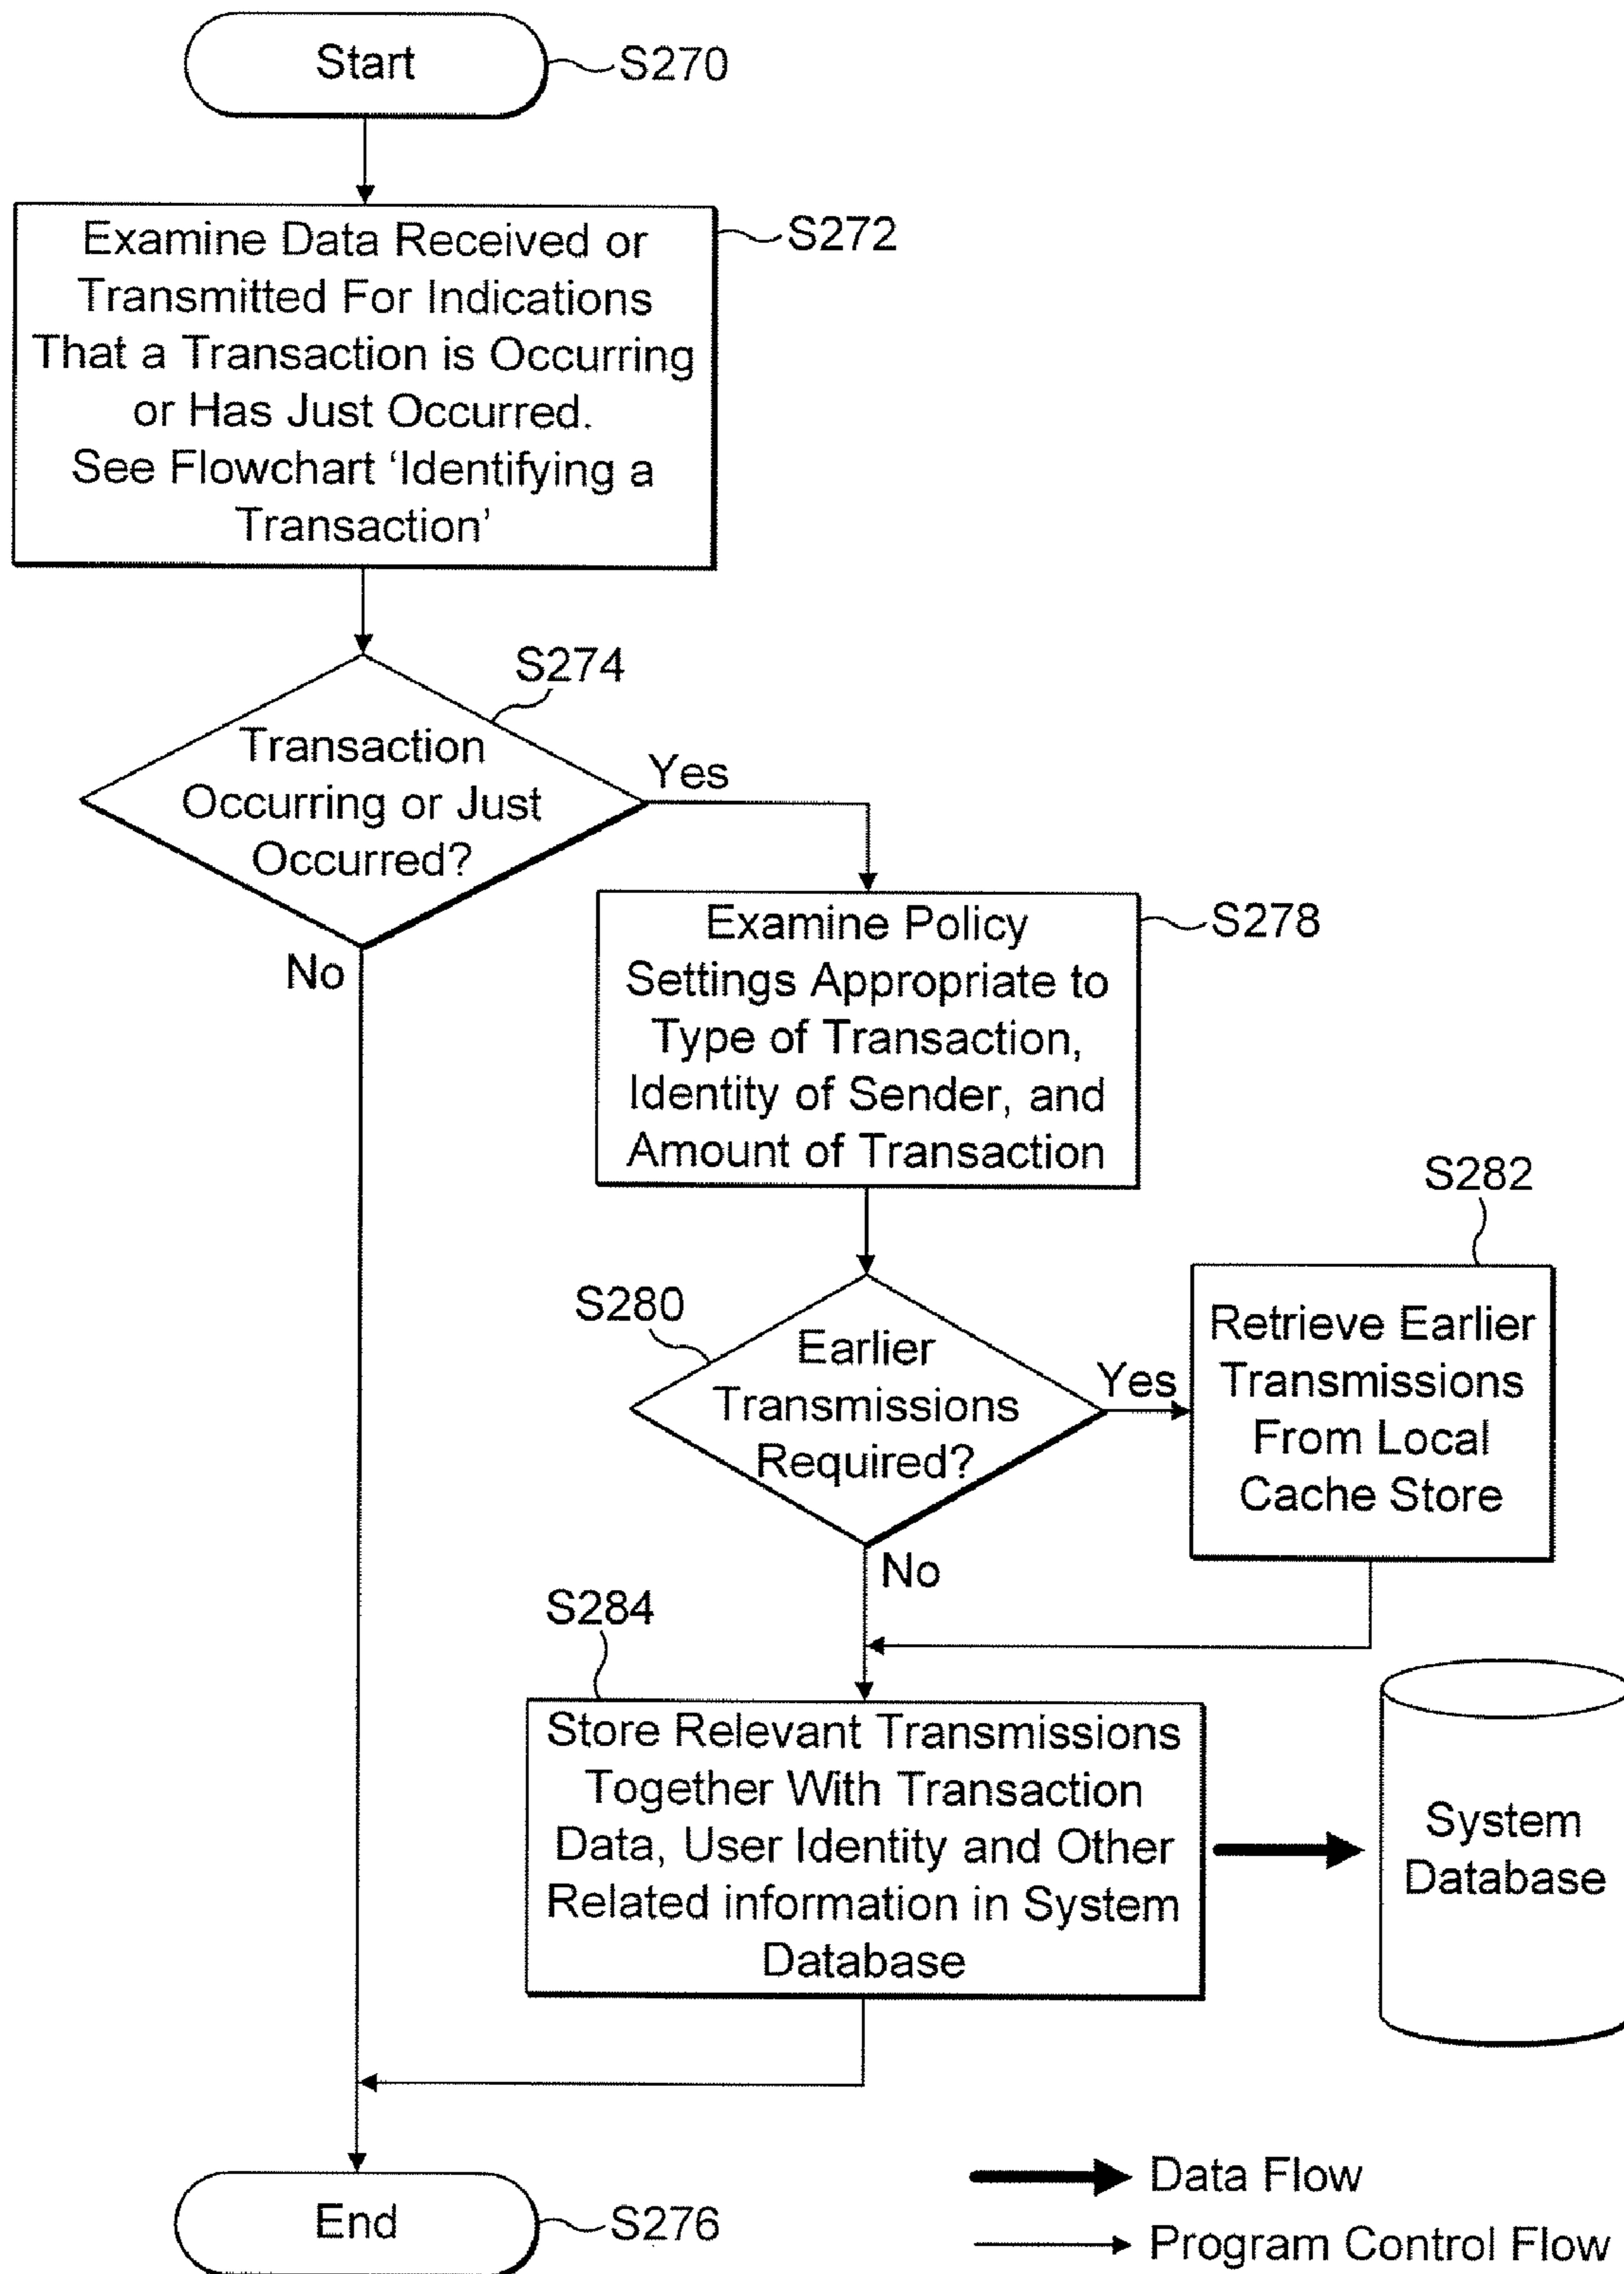 Start
S270
Examine Data Received or
Transmitted For Indications
That a Transaction is Occurring
or Has Just Occurred.
See Flowchart ‘Identifying a
Transaction’
S272
S274
Transaction
Occurring or Just
Occurred?
Yes
No
Examine Policy
Settings Appropriate to
Type of Transaction,
Identity of Sender, and
Amount of Transaction
S278
S280
Earlier
Transmissions
Required?
Yes
No
S282
Retrieve Earlier
Transmissions
From Local
Cache Store
S284
Store Relevant Transmissions
Together With Transaction
Data, User Identity and Other
Related information in System
Database
System
Database
End
S276
Data Flow
Program Control Flow